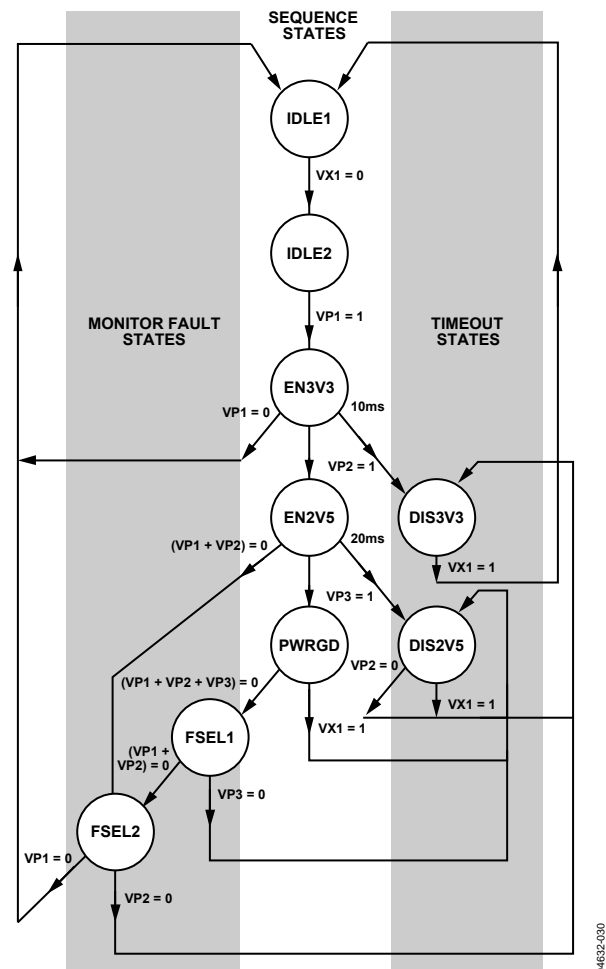 SEQUENCE
STATES
IDLE1
VX1 = 0
IDLE2
MONITOR FAULT
STATES
VP1 = 1
TIMEOUT
STATES
EN3V3
VP1 = 0
10ms
VP2 = 1
EN2V5
DIS3V3
(VP1 + VP2) = 0
20ms
VX1 = 1
VP3 = 1
PWRGD
DIS2V5
VP2 = 0
(VP1 + VP2 + VP3) = 0
VX1 = 1
FSEL1
VX1 = 1
(VP1 +
VP2) = 0
VP3 = 0
FSEL2
VP1 = 0
VP2 = 0
4632-030